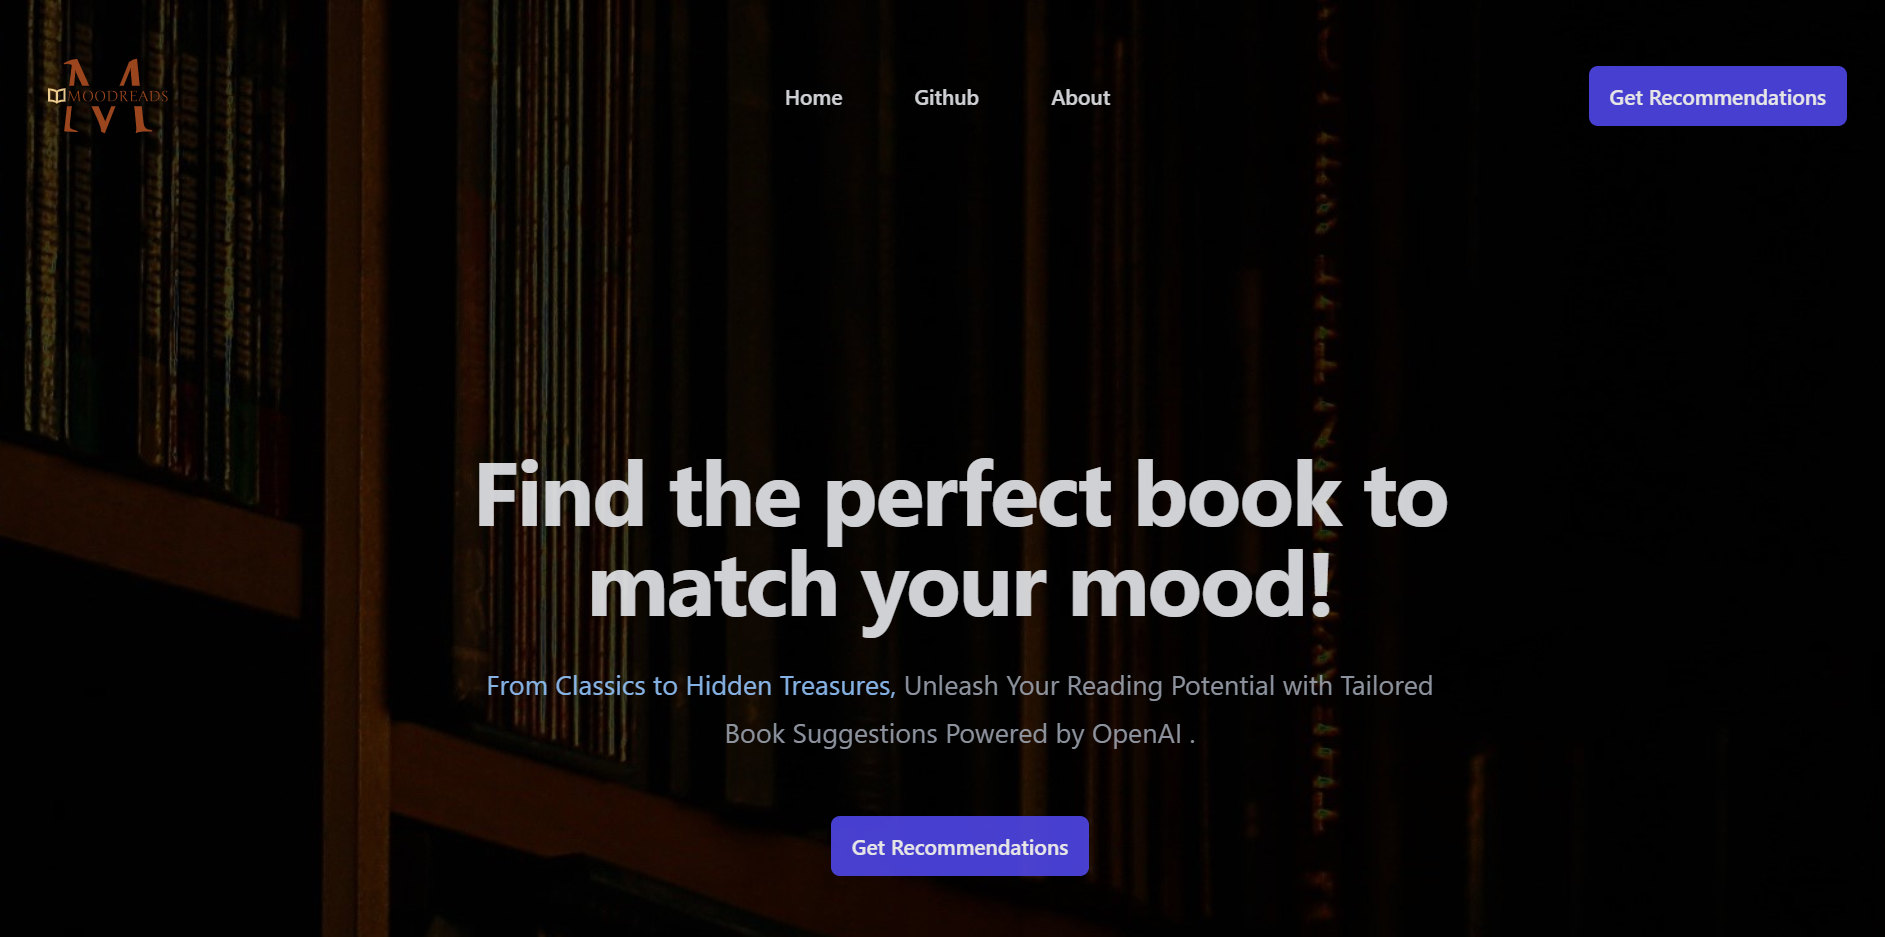 MOODREADS
Home
Github
About
Get Recommendations
Find the perfect book to
match your mood!
From Classics to Hidden Treasures, Unleash Your Reading Potential with Tailored
Book Suggestions Powered by OpenAI .
Get Recommendations